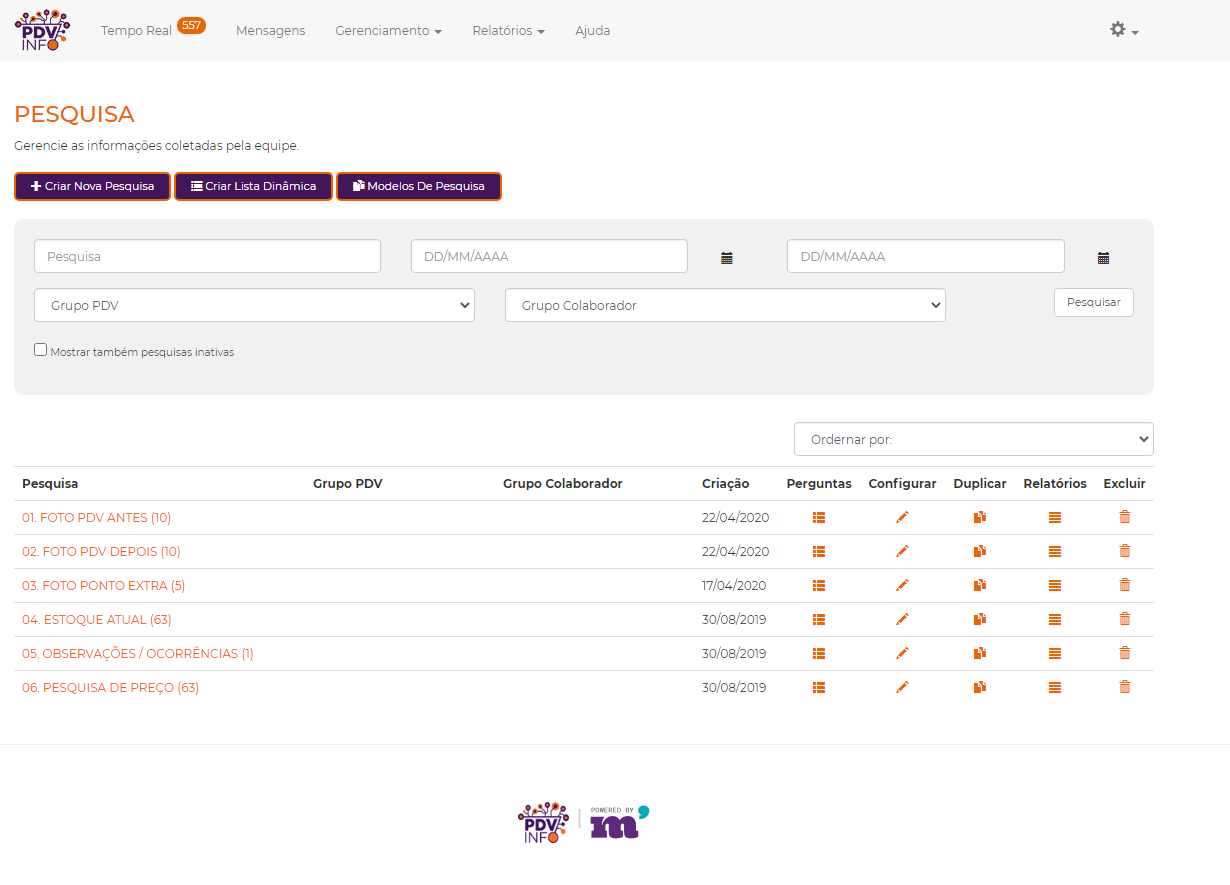 PDV
INFO
Tempo Real 557 Mensagens Gerenciamento Relatórios Ajuda
PESQUISA
Gerencie as informações coletadas pela equipe.
Criar Nova Pesquisa Criar Lista Dinâmica Modelos De Pesquisa
Pesquisa DD/MM/AAAA DD/MM/AAAA
Grupo PDV Grupo Colaborador Pesquisar
Mostrar também pesquisas inativas
Ordernar por:
Pesquisa Grupo PDV Grupo Colaborador Criação Perguntas Configurar Duplicar Relatórios Excluir
01. FOTO PDV ANTES (10) 22/04/2020
02. FOTO PDV DEPOIS (10) 22/04/2020
03. FOTO PONTO EXTRA (5) 17/04/2020
04. ESTOQUE ATUAL (63) 30/08/2019
05. OBSERVAÇÕES / OCORRÊNCIAS (1) 30/08/2019
06. PESQUISA DE PREÇO (63) 30/08/2019
PDV
INFO
POWERED BY
m'